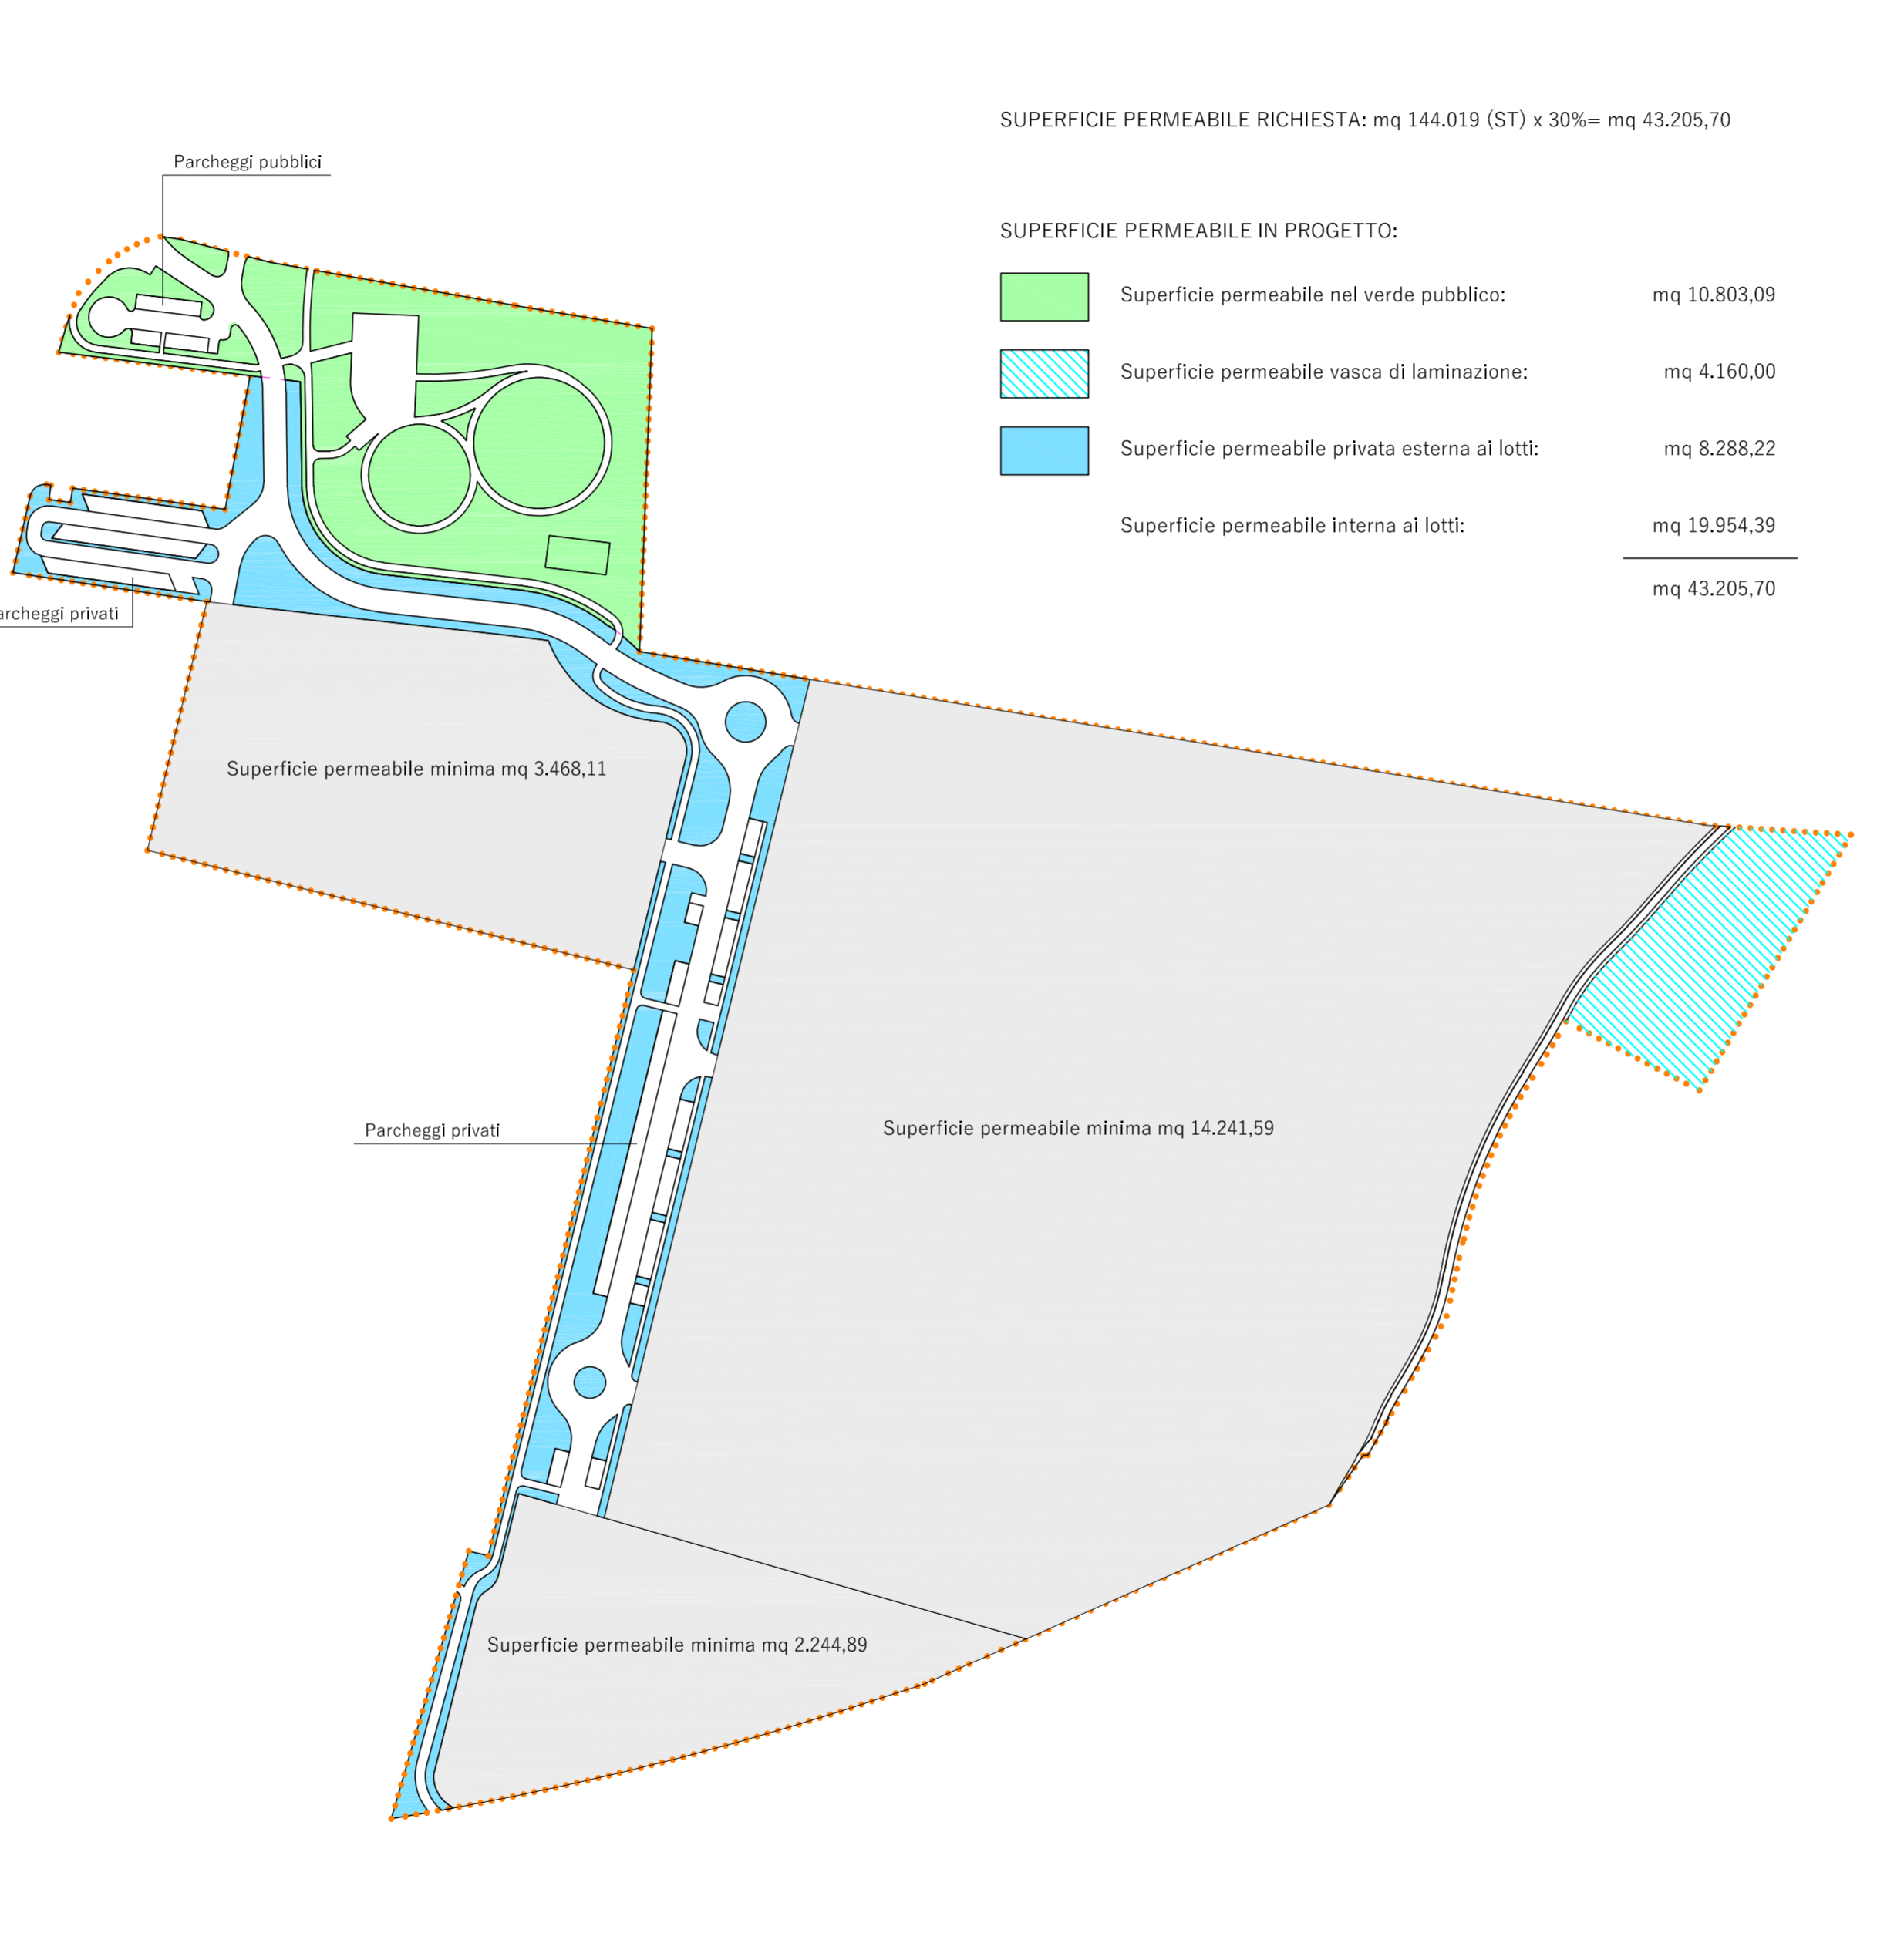 SUPERFICIE PERMEABILE RICHIESTA: mq 144.019 (ST) x 30%= mq 43.205,70
Parcheggi pubblici
SUPERFICIE PERMEABILE IN PROGETTO:
Superficie permeabile nel verde pubblico: mq 10.803,09
Superficie permeabile vasca di laminazione: mq 4.160,00
Superficie permeabile privata esterna ai lotti: mq 8.288,22
Superficie permeabile interna ai lotti: mq 19.954,39
mq 43.205,70
archeggi privati
Superficie permeabile minima mq 3.468,11
Superficie permeabile minima mq 14.241,59
Parcheggi privati
Superficie permeabile minima mq 2.244,89